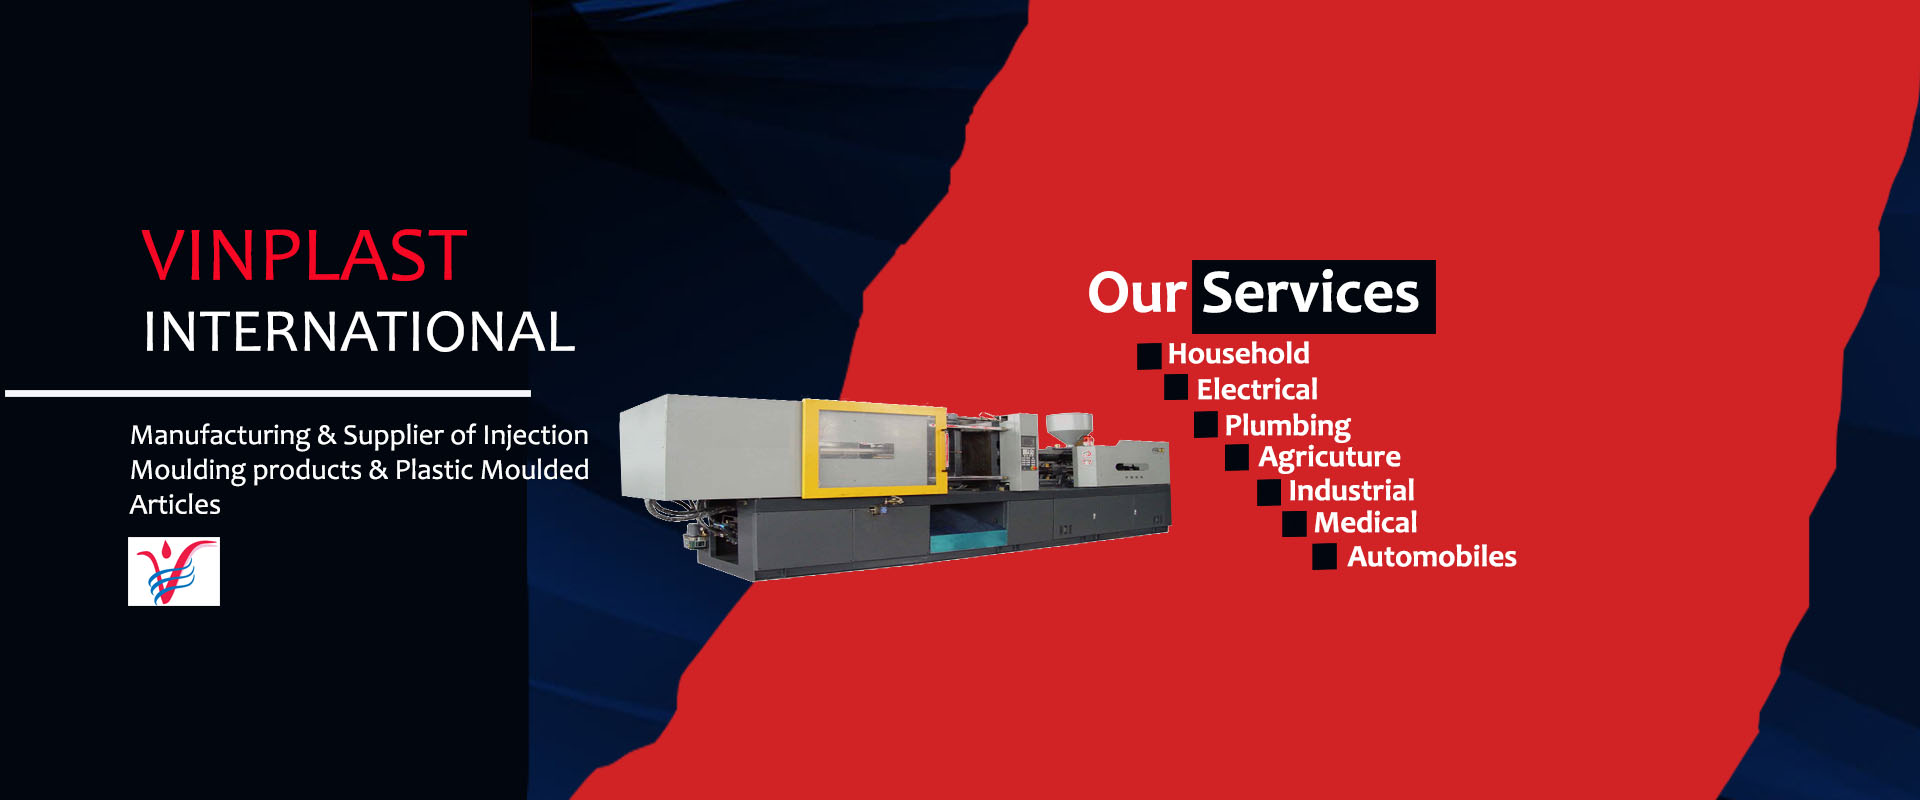 VINPLAST
INTERNATIONAL
Manufacturing & Supplier of Injection
Moulding products & Plastic Moulded
Articles
Our Services
Household
Electrical
Plumbing
Agricuture
Industrial
Medical
Automobiles